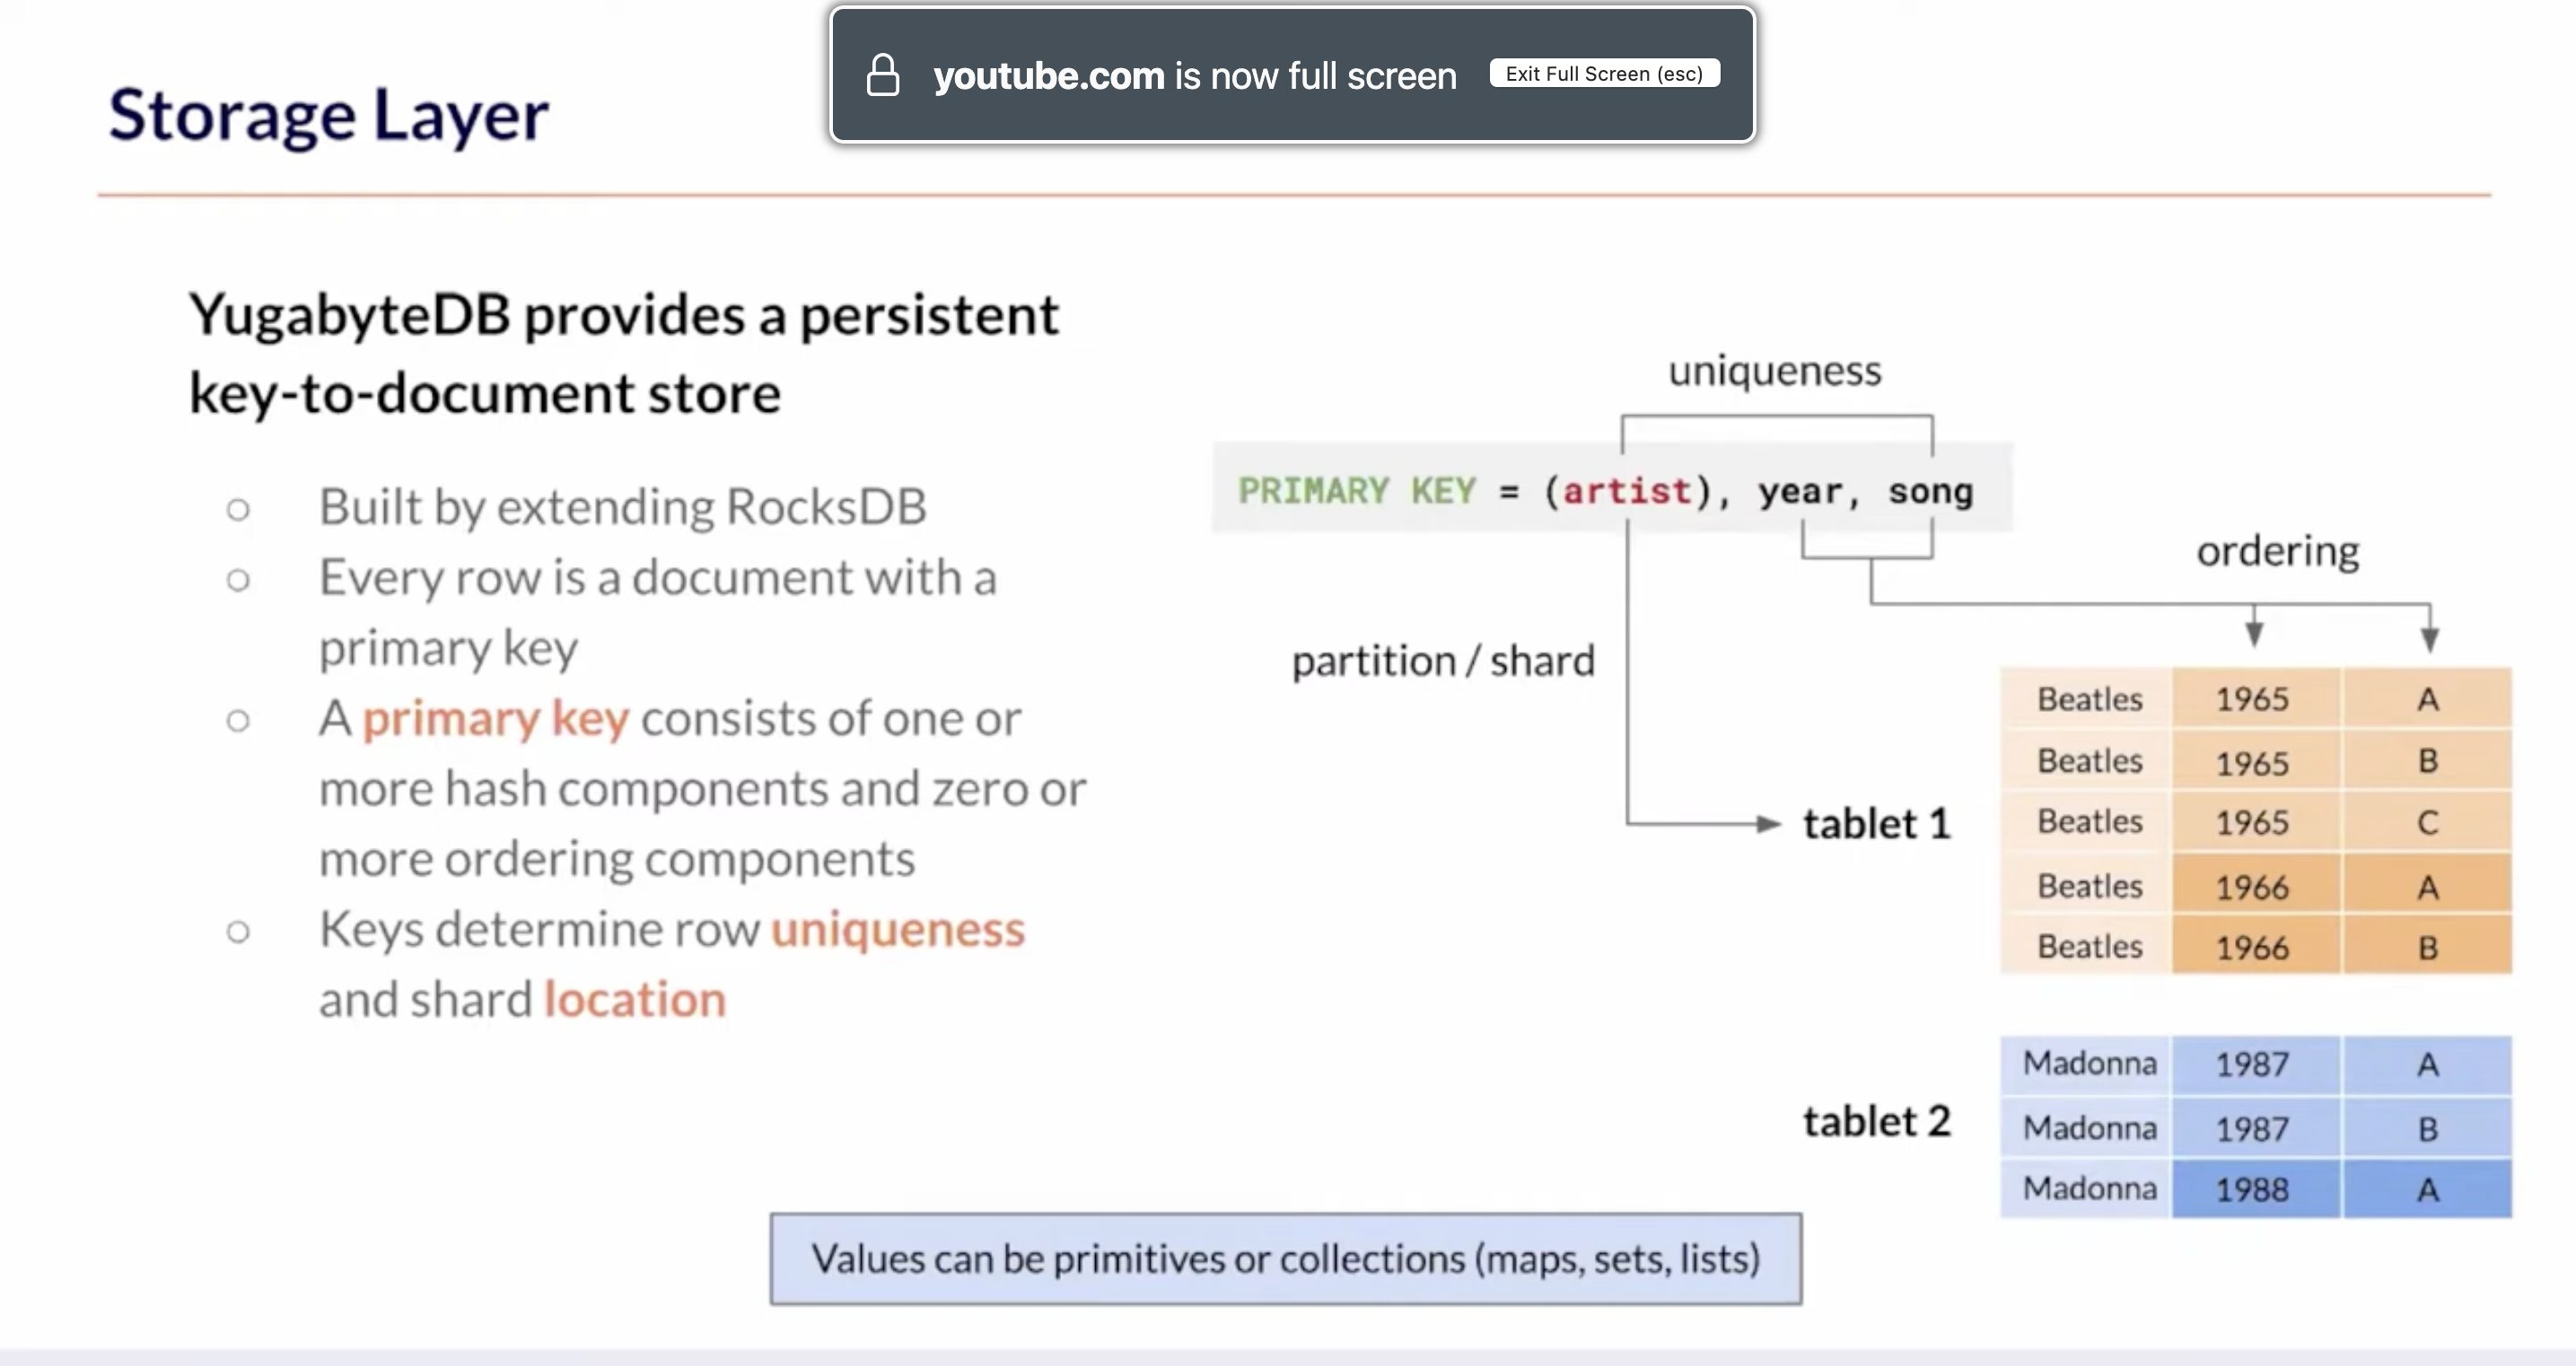 youtube.com is now full screen Exit Full Screen (esc)
Storage Layer
YugabyteDB provides a persistent
key-to-document store
○ Built by extending RocksDB
○ Every row is a document with a
primary key
○ A primary key consists of one or
more hash components and zero or
more ordering components
○ Keys determine row uniqueness
and shard location
uniqueness
PRIMARY KEY = (artist), year, song
ordering
partition / shard
tablet 1
Beatles 1965 A
Beatles 1965 B
Beatles 1965 C
Beatles 1966 A
Beatles 1966 B
tablet 2
Madonna 1987 A
Madonna 1987 B
Madonna 1988 A
Values can be primitives or collections (maps, sets, lists)